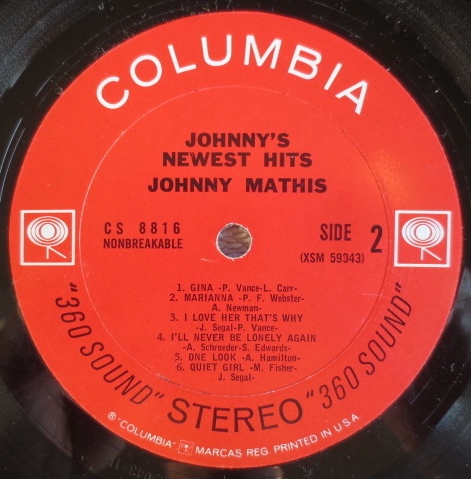 COLUMBIA
JOHNNY'S
NEWEST HITS
JOHNNY MATHIS
CS 8816
NONBREAKABLE
SIDE 2
(XSM 59043)
1. GINA -P. Vance-L. Carr-
2. MARIANNA -P. F. Webster-
A. Newman-
3. I LOVE HER THAT'S WHY
-J. Segal-P. Vance-
4. I'LL NEVER BE LONELY AGAIN
-A. Schroeder-S. Edwards-
5. ONE LOOK -A. Hamilton-
6. QUIET GIRL -M. Fisher-
J. Segal-
"360 SOUND" STEREO "360 SOUND"
® "COLUMBIA" MARCAS REG. PRINTED IN U.S.A.